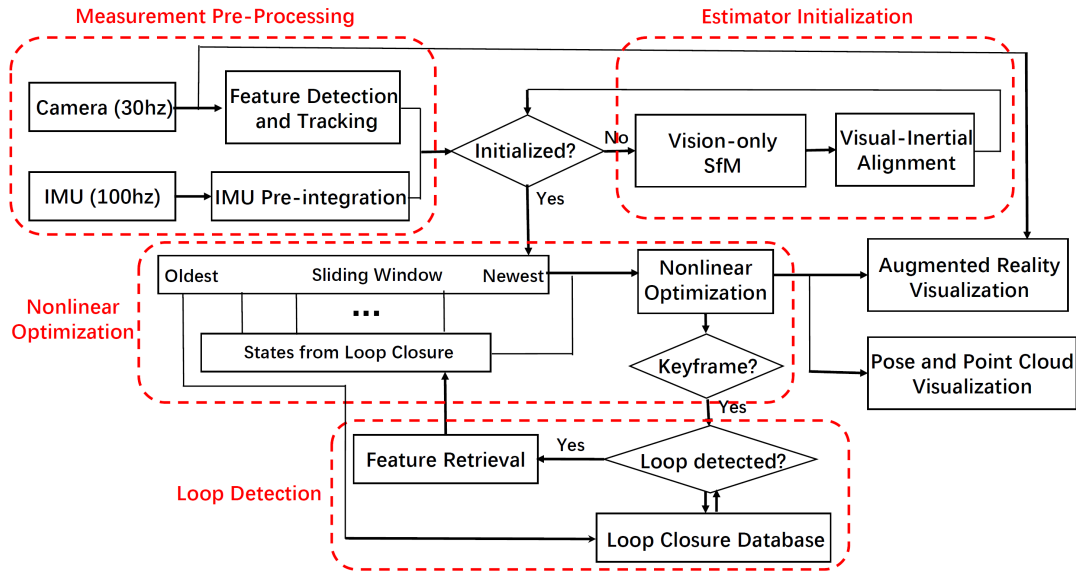 Measurement Pre-Processing
Estimator Initialization
Camera (30hz)
Feature Detection
and Tracking
IMU (100hz)
IMU Pre-integration
Initialized?
No
Yes
Vision-only
SfM
Visual-Inertial
Alignment
Nonlinear
Optimization
Oldest
Sliding Window
Newest
...
States from Loop Closure
Nonlinear
Optimization
Keyframe?
Yes
Augmented Reality
Visualization
Pose and Point Cloud
Visualization
Loop Detection
Feature Retrieval
Yes
Loop detected?
Loop Closure Database